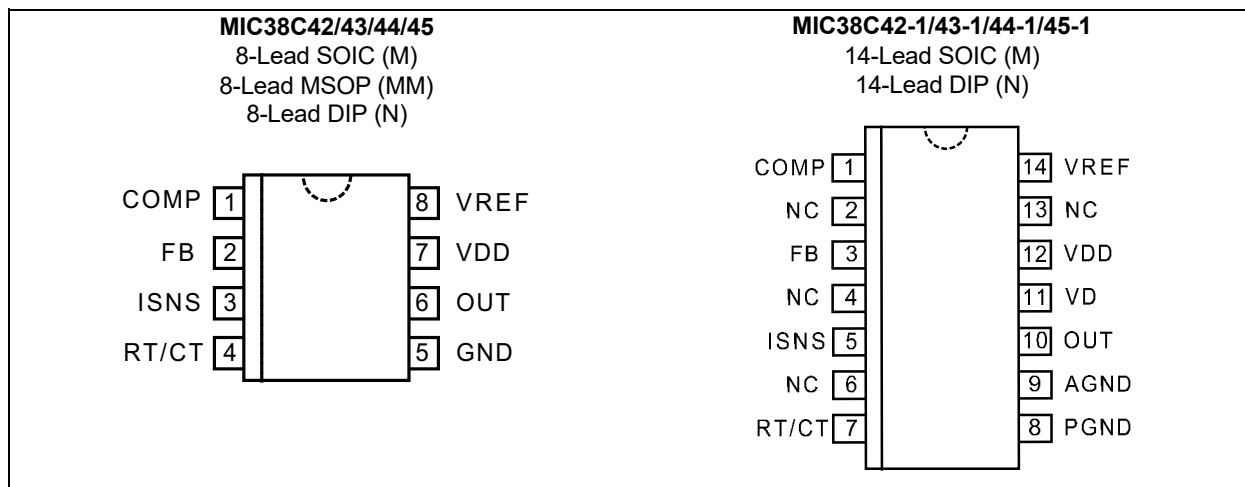 MIC38C42/43/44/45
8-Lead SOIC (M)
8-Lead MSOP (MM)
8-Lead DIP (N)
COMP 1 8 VREF
FB 2 7 VDD
ISNS 3 6 OUT
RT/CT 4 5 GND
MIC38C42-1/43-1/44-1/45-1
14-Lead SOIC (M)
14-Lead DIP (N)
COMP 1 14 VREF
NC 2 13 NC
FB 3 12 VDD
NC 4 11 VD
ISNS 5 10 OUT
NC 6 9 AGND
RT/CT 7 8 PGND